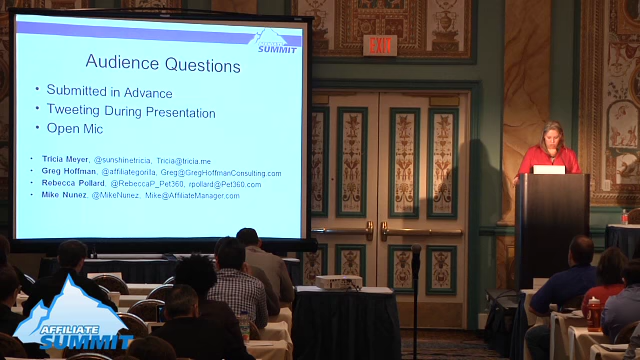 AFFILIATE
SUMMIT
Audience Questions
• Submitted in Advance
• Tweeting During Presentation
• Open Mic
• Tricia Meyer, @sunshinetricia, Tricia@tricia.me
• Greg Hoffman, @affiliategorilla, Greg@GregHoffmanConsulting.com
• Rebecca Pollard, @RebeccaP_Pet360, rpollard@Pet360.com
• Mike Nunez, @MikeNunez, Mike@AffiliateManager.com
EXIT
AFFILIATE
SUMMIT